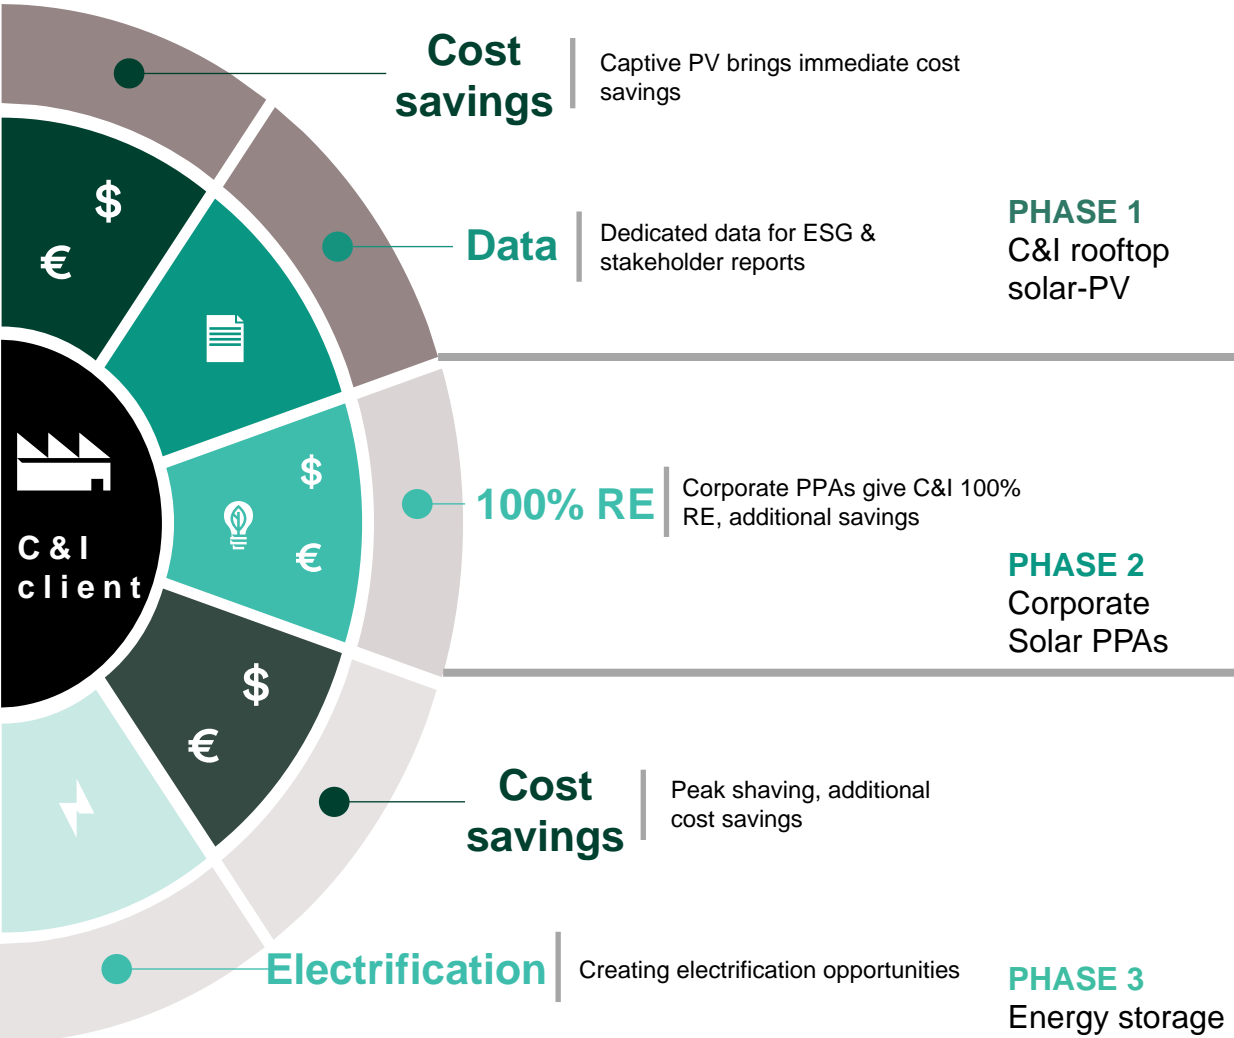 Cost
savings
Captive PV brings immediate cost
savings
$
€
Data
Dedicated data for ESG &
stakeholder reports
PHASE 1
C&I rooftop
solar-PV
C&I
client
$
€
100% RE
Corporate PPAs give C&I 100%
RE, additional savings
PHASE 2
Corporate
Solar PPAs
$
€
Cost
savings
Peak shaving, additional
cost savings
Electrification
Creating electrification opportunities
PHASE 3
Energy storage